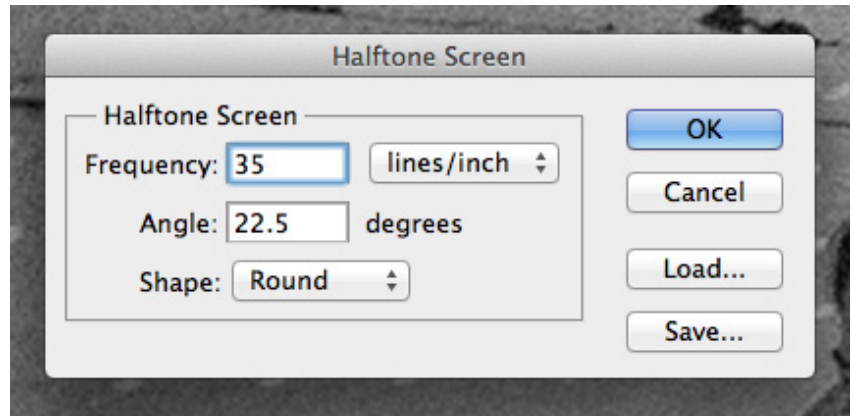 Halftone Screen
Halftone Screen
Frequency: 35 lines/inch
Angle: 22.5 degrees
Shape: Round
OK
Cancel
Load...
Save...